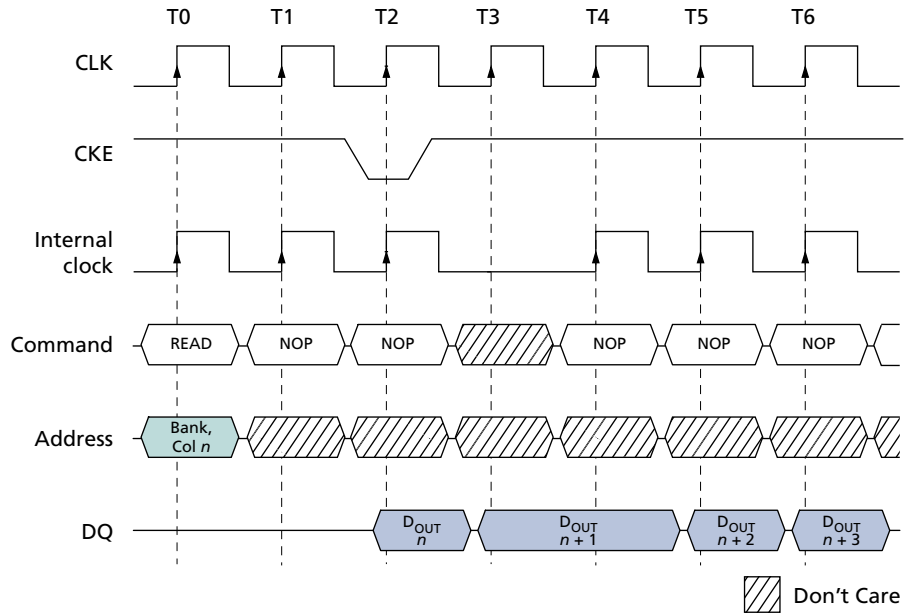 T0 T1 T2 T3 T4 T5 T6
CLK
CKE
Internal
clock
Command READ NOP NOP NOP NOP NOP
Address Bank,
Col n
DQ DOUT DOUT DOUT DOUT
n n + 1 n + 2 n + 3
Don't Care